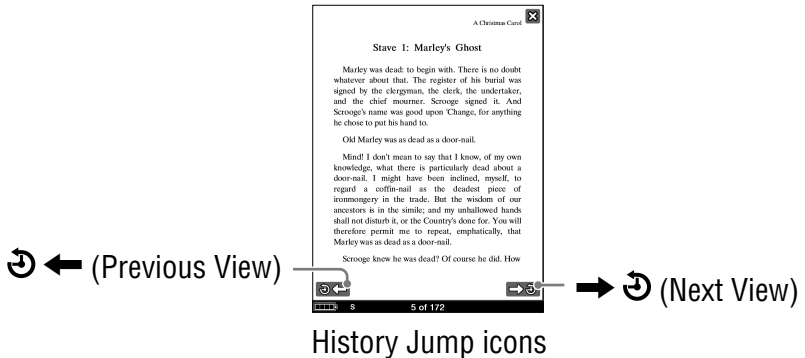 A Christmas Carol
Stave 1: Marley's Ghost
Marley was dead: to begin with. There is no doubt
whatever about that. The register of his burial was
signed by the clergyman, the clerk, the undertaker,
and the chief mourner. Scrooge signed it. And
Scrooge's name was good upon 'Change, for anything
he chose to put his hand to.
Old Marley was as dead as a door-nail.
Mind! I don't mean to say that I know, of my own
knowledge, what there is particularly dead about a
door-nail. I might have been inclined, myself, to
regard a coffin-nail as the deadest piece of
ironmongery in the trade. But the wisdom of our
ancestors is in the simile; and my unhallowed hands
shall not disturb it, or the Country's done for. You will
therefore permit me to repeat, emphatically, that
Marley was as dead as a door-nail.
Scrooge knew he was dead? Of course he did. How
(Previous View)
(Next View)
S 5 of 172
History Jump icons